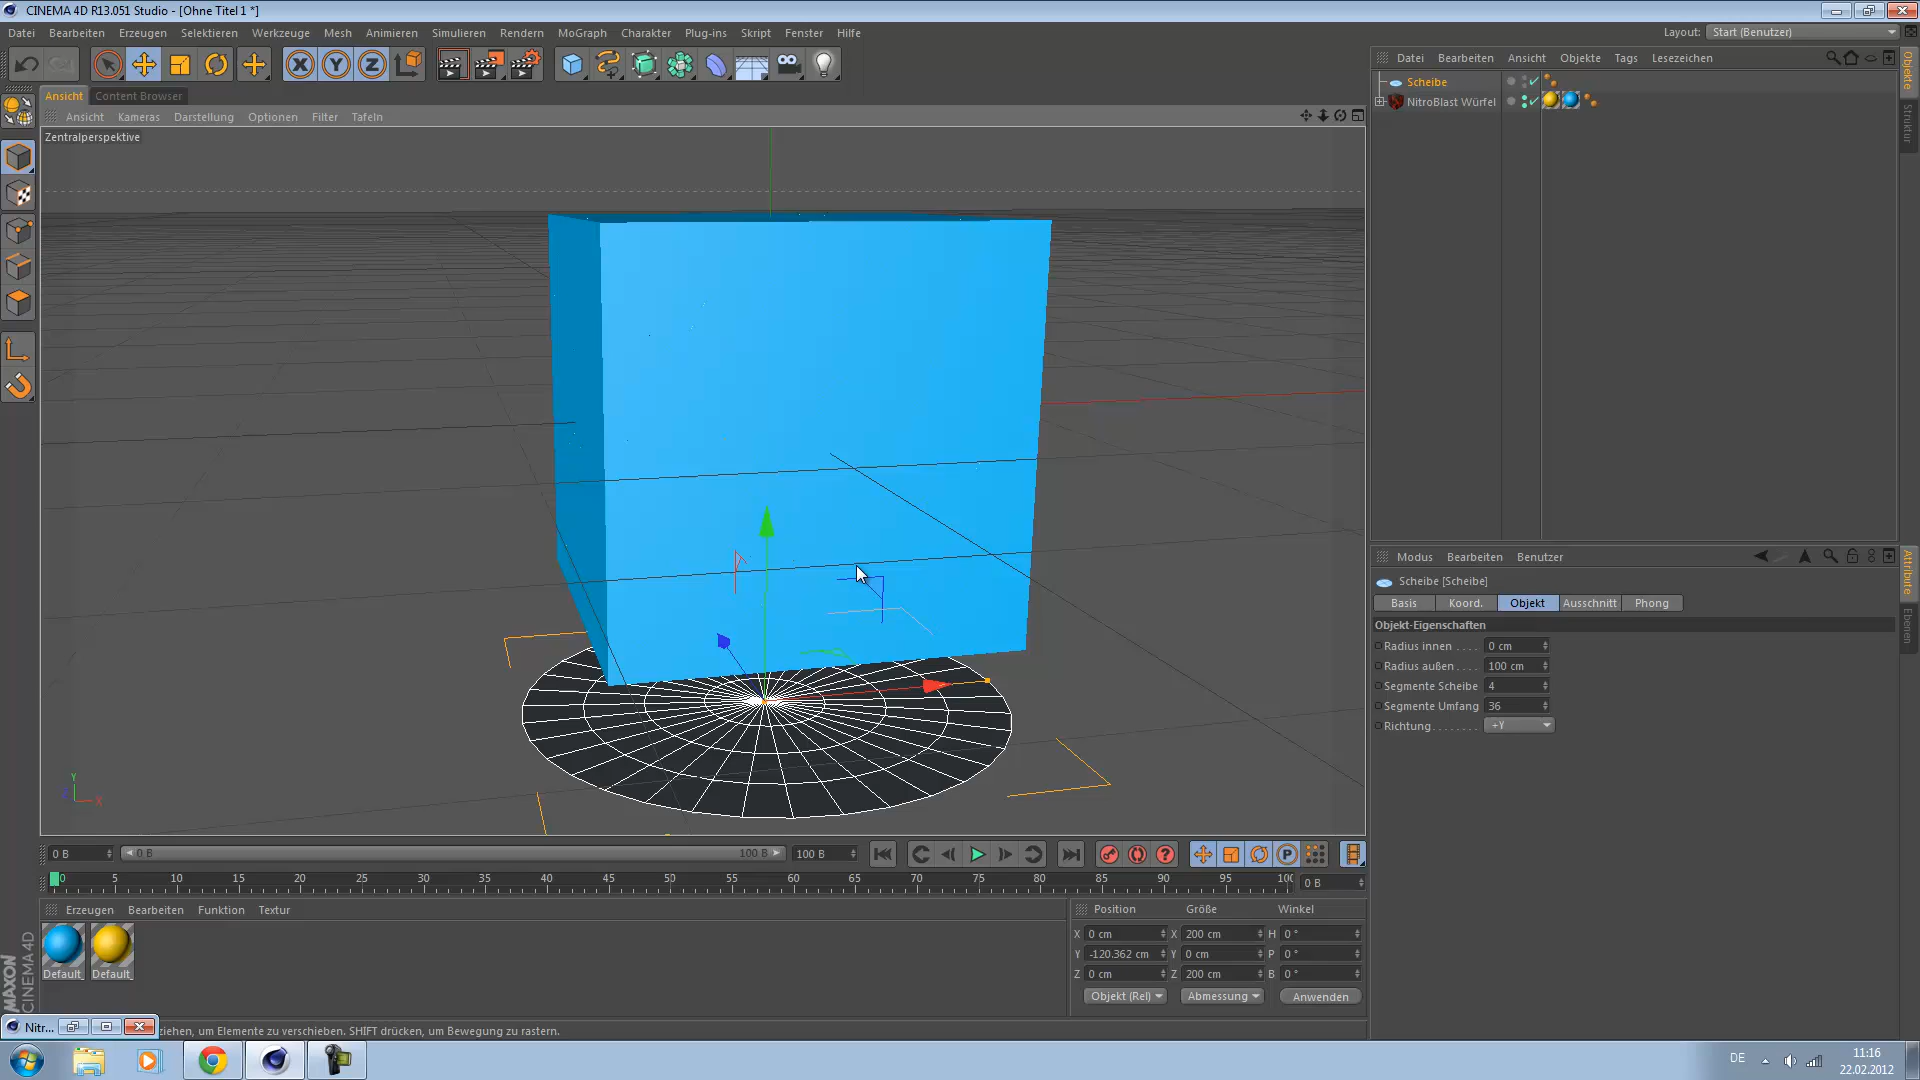 CINEMA 4D R13.051 Studio - [Ohne Titel 1 *]
Datei Bearbeiten Erzeugen Selektieren Werkzeuge Mesh Animieren Simulieren Rendern MoGraph Charakter Plug-ins Skript Fenster Hilfe
Layout: Start (Benutzer)
X Y Z
Datei Bearbeiten Ansicht Objekte Tags Lesezeichen
Objekte
Struktur
Scheibe
NitroBlast Würfel
Ansicht Content Browser
Ansicht Kameras Darstellung Optionen Filter Tafeln
Zentralperspektive
Y
Z X
Modus Bearbeiten Benutzer
Attribute
Ebenen
Scheibe [Scheibe]
Basis Koord. Objekt Ausschnitt Phong
Objekt-Eigenschaften
Radius innen . . . . 0 cm
Radius außen . . . . 100 cm
Segmente Scheibe 4
Segmente Umfang 36
Richtung . . . . . . . . +Y
0 B 0 B 100 B 100 B
P
0 5 10 15 20 25 30 35 40 45 50 55 60 65 70 75 80 85 90 95 100 0 B
Erzeugen Bearbeiten Funktion Textur
Default_ Default_
Position Größe Winkel
X 0 cm X 200 cm H 0 °
Y -120.362 cm Y 0 cm P 0 °
Z 0 cm Z 200 cm B 0 °
Objekt (Rel) Abmessung Anwenden
MAXON
CINEMA 4D
Nitr...
ziehen, um Elemente zu verschieben. SHIFT drücken, um Bewegung zu rastern.
DE
11:16
22.02.2012